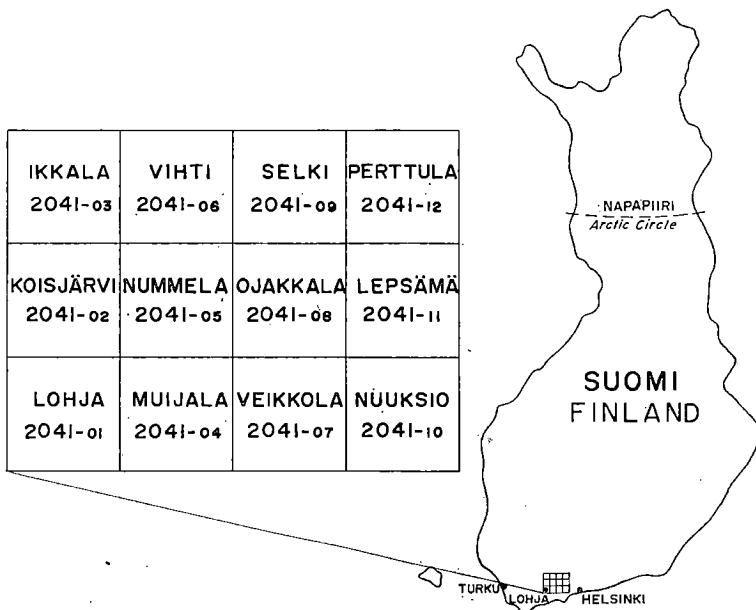 IKKALA
2041-03
VIHTI
2041-06
SELKI
2041-09
PERTTULA
2041-12
KOISJÄRVI
2041-02
NUMMELA
2041-05
OJAKKALA
2041-08
LEPSÄMÄ
2041-11
LOHJA
2041-01
MUIJALA
2041-04
VEIKKOLA
2041-07
NUUKSIO
2041-10
NAPAPIIRI
Arctic Circle
SUOMI
FINLAND
TURKU
LOHJA
HELSINKI